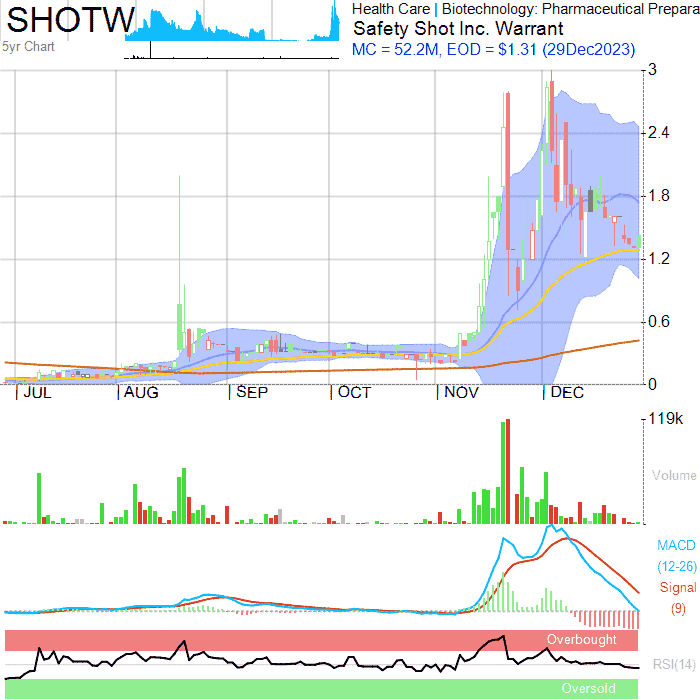 SHOTW
Health Care | Biotechnology: Pharmaceutical Prepara
Safety Shot Inc. Warrant
5yr Chart
MC = 52.2M, EOD = $1.31 (29Dec2023)
3
2.4
1.8
1.2
0.6
0
JUL AUG SEP OCT NOV DEC
119k
Volume
MACD
(12-26)
Signal
(9)
Overbought
RSI(14)
Oversold